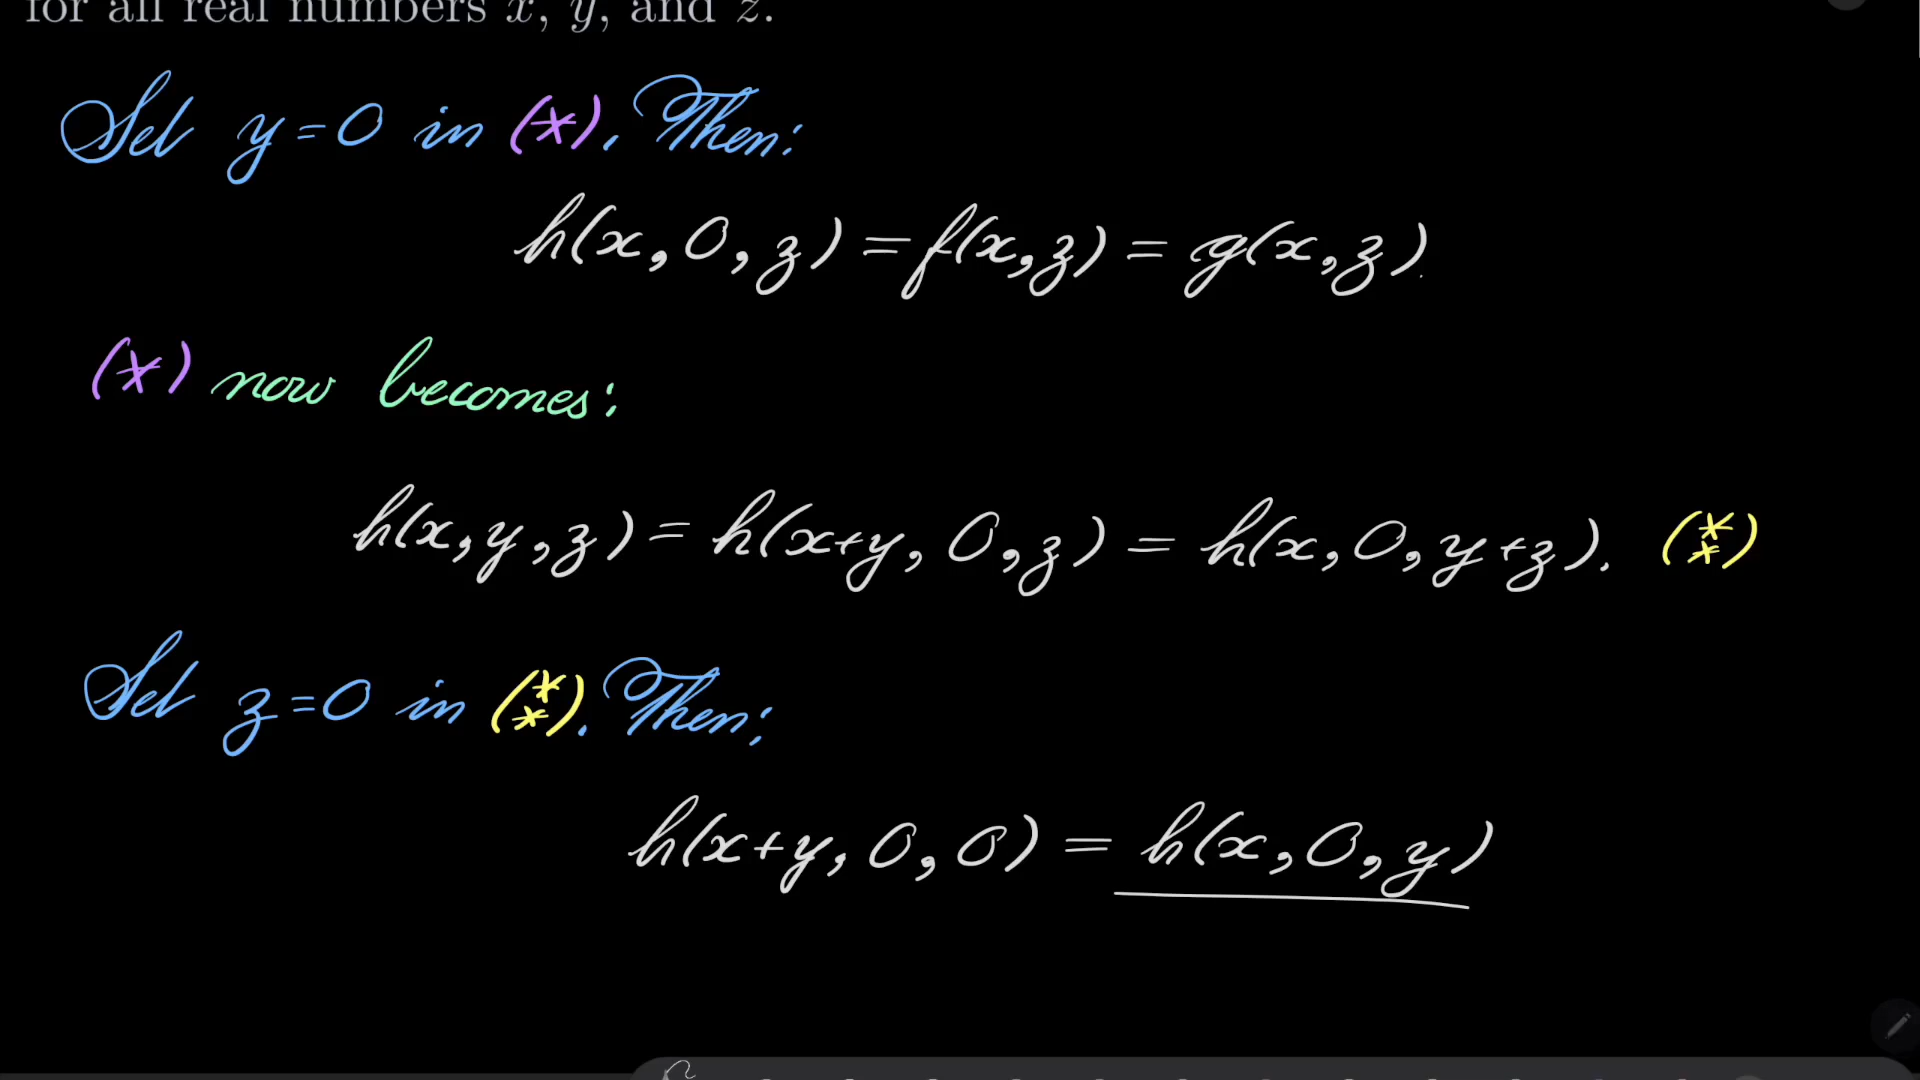 for all real numbers x, y, and z.
Set y=0 in (*). Then:
h(x,0,z)=f(x,z)=g(x,z).
(*) now becomes:
h(x,y,z)=h(x+y,0,z)=h(x,0,y+z). (**)
Set z=0 in (**). Then:
h(x+y,0,0)=h(x,0,y)